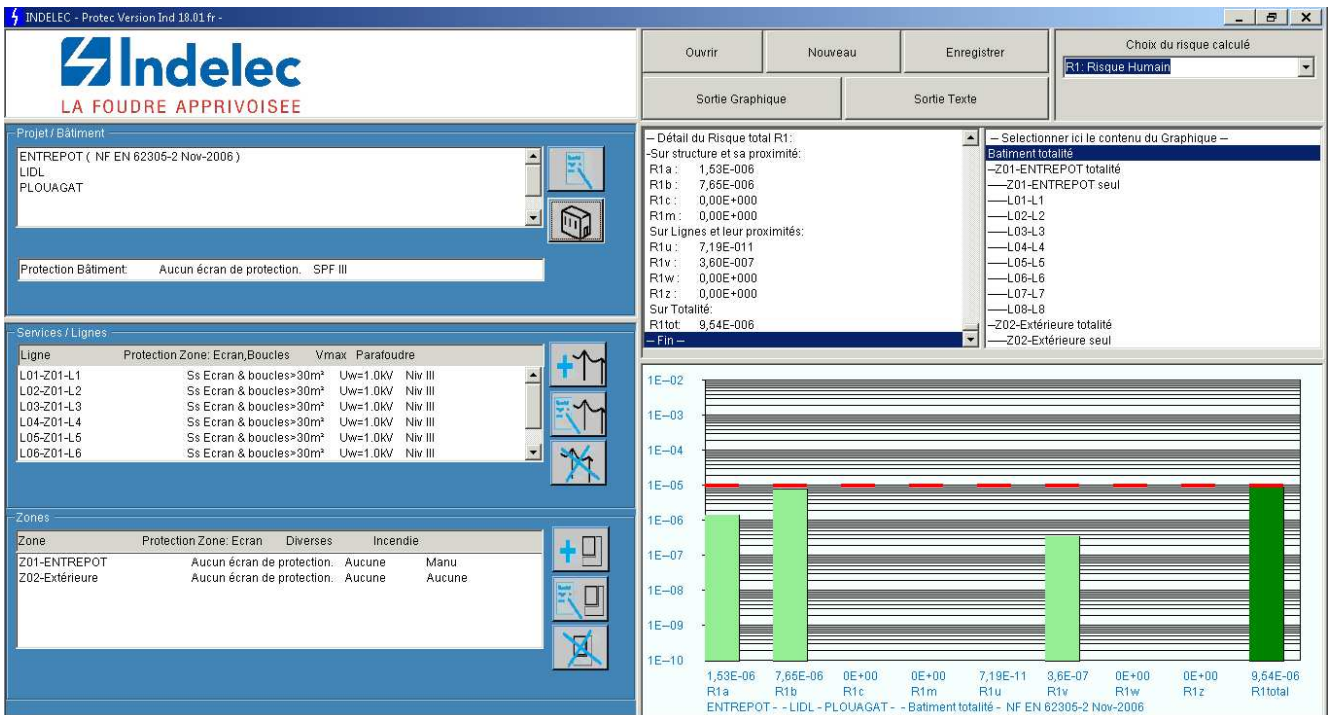 INDELEC - Protec Version Ind 18.01 fr -
Indelec
LA FOUDRE APPRIVOISEE
Ouvrir
Nouveau
Enregistrer
Sortie Graphique
Sortie Texte
Choix du risque calculé
R1: Risque Humain
Projet / Bâtiment
ENTREPOT ( NF EN 62305-2 Nov-2006 )
LIDL
PLOUAGAT
Protection Bâtiment: Aucun écran de protection. SPF III
Services / Lignes
Ligne Protection Zone: Ecran,Boucles Vmax Parafoudre
L01-Z01-L1 Ss Ecran & boucles>30m² Uw=1.0kV Niv III
L02-Z01-L2 Ss Ecran & boucles>30m² Uw=1.0kV Niv III
L03-Z01-L3 Ss Ecran & boucles>30m² Uw=1.0kV Niv III
L04-Z01-L4 Ss Ecran & boucles>30m² Uw=1.0kV Niv III
L05-Z01-L5 Ss Ecran & boucles>30m² Uw=1.0kV Niv III
L06-Z01-L6 Ss Ecran & boucles>30m² Uw=1.0kV Niv III
Zones
Zone Protection Zone: Ecran Diverses Incendie
Z01-ENTREPOT Aucun écran de protection. Aucune Manu
Z02-Extérieure Aucun écran de protection. Aucune Aucune
-- Détail du Risque total R1:
-Sur structure et sa proximité:
R1a : 1,53E-006
R1b : 7,65E-006
R1c : 0,00E+000
R1m : 0,00E+000
Sur Lignes et leur proximités:
R1u : 7,19E-011
R1v : 3,60E-007
R1w : 0,00E+000
R1z : 0,00E+000
Sur Totalité:
R1tot: 9,54E-006
-- Fin --
-- Selectionner ici le contenu du Graphique --
Batiment totalité
--Z01-ENTREPOT totalité
----Z01-ENTREPOT seul
----L01-L1
----L02-L2
----L03-L3
----L04-L4
----L05-L5
----L06-L6
----L07-L7
----L08-L8
--Z02-Extérieure totalité
----Z02-Extérieure seul
1E-02
1E-03
1E-04
1E-05
1E-06
1E-07
1E-08
1E-09
1E-10
1,53E-06 7,65E-06 0E+00 0E+00 7,19E-11 3,6E-07 0E+00 0E+00 9,54E-06
R1a R1b R1c R1m R1u R1v R1w R1z R1total
ENTREPOT - - LIDL - PLOUAGAT - - Batiment totalité - NF EN 62305-2 Nov-2006